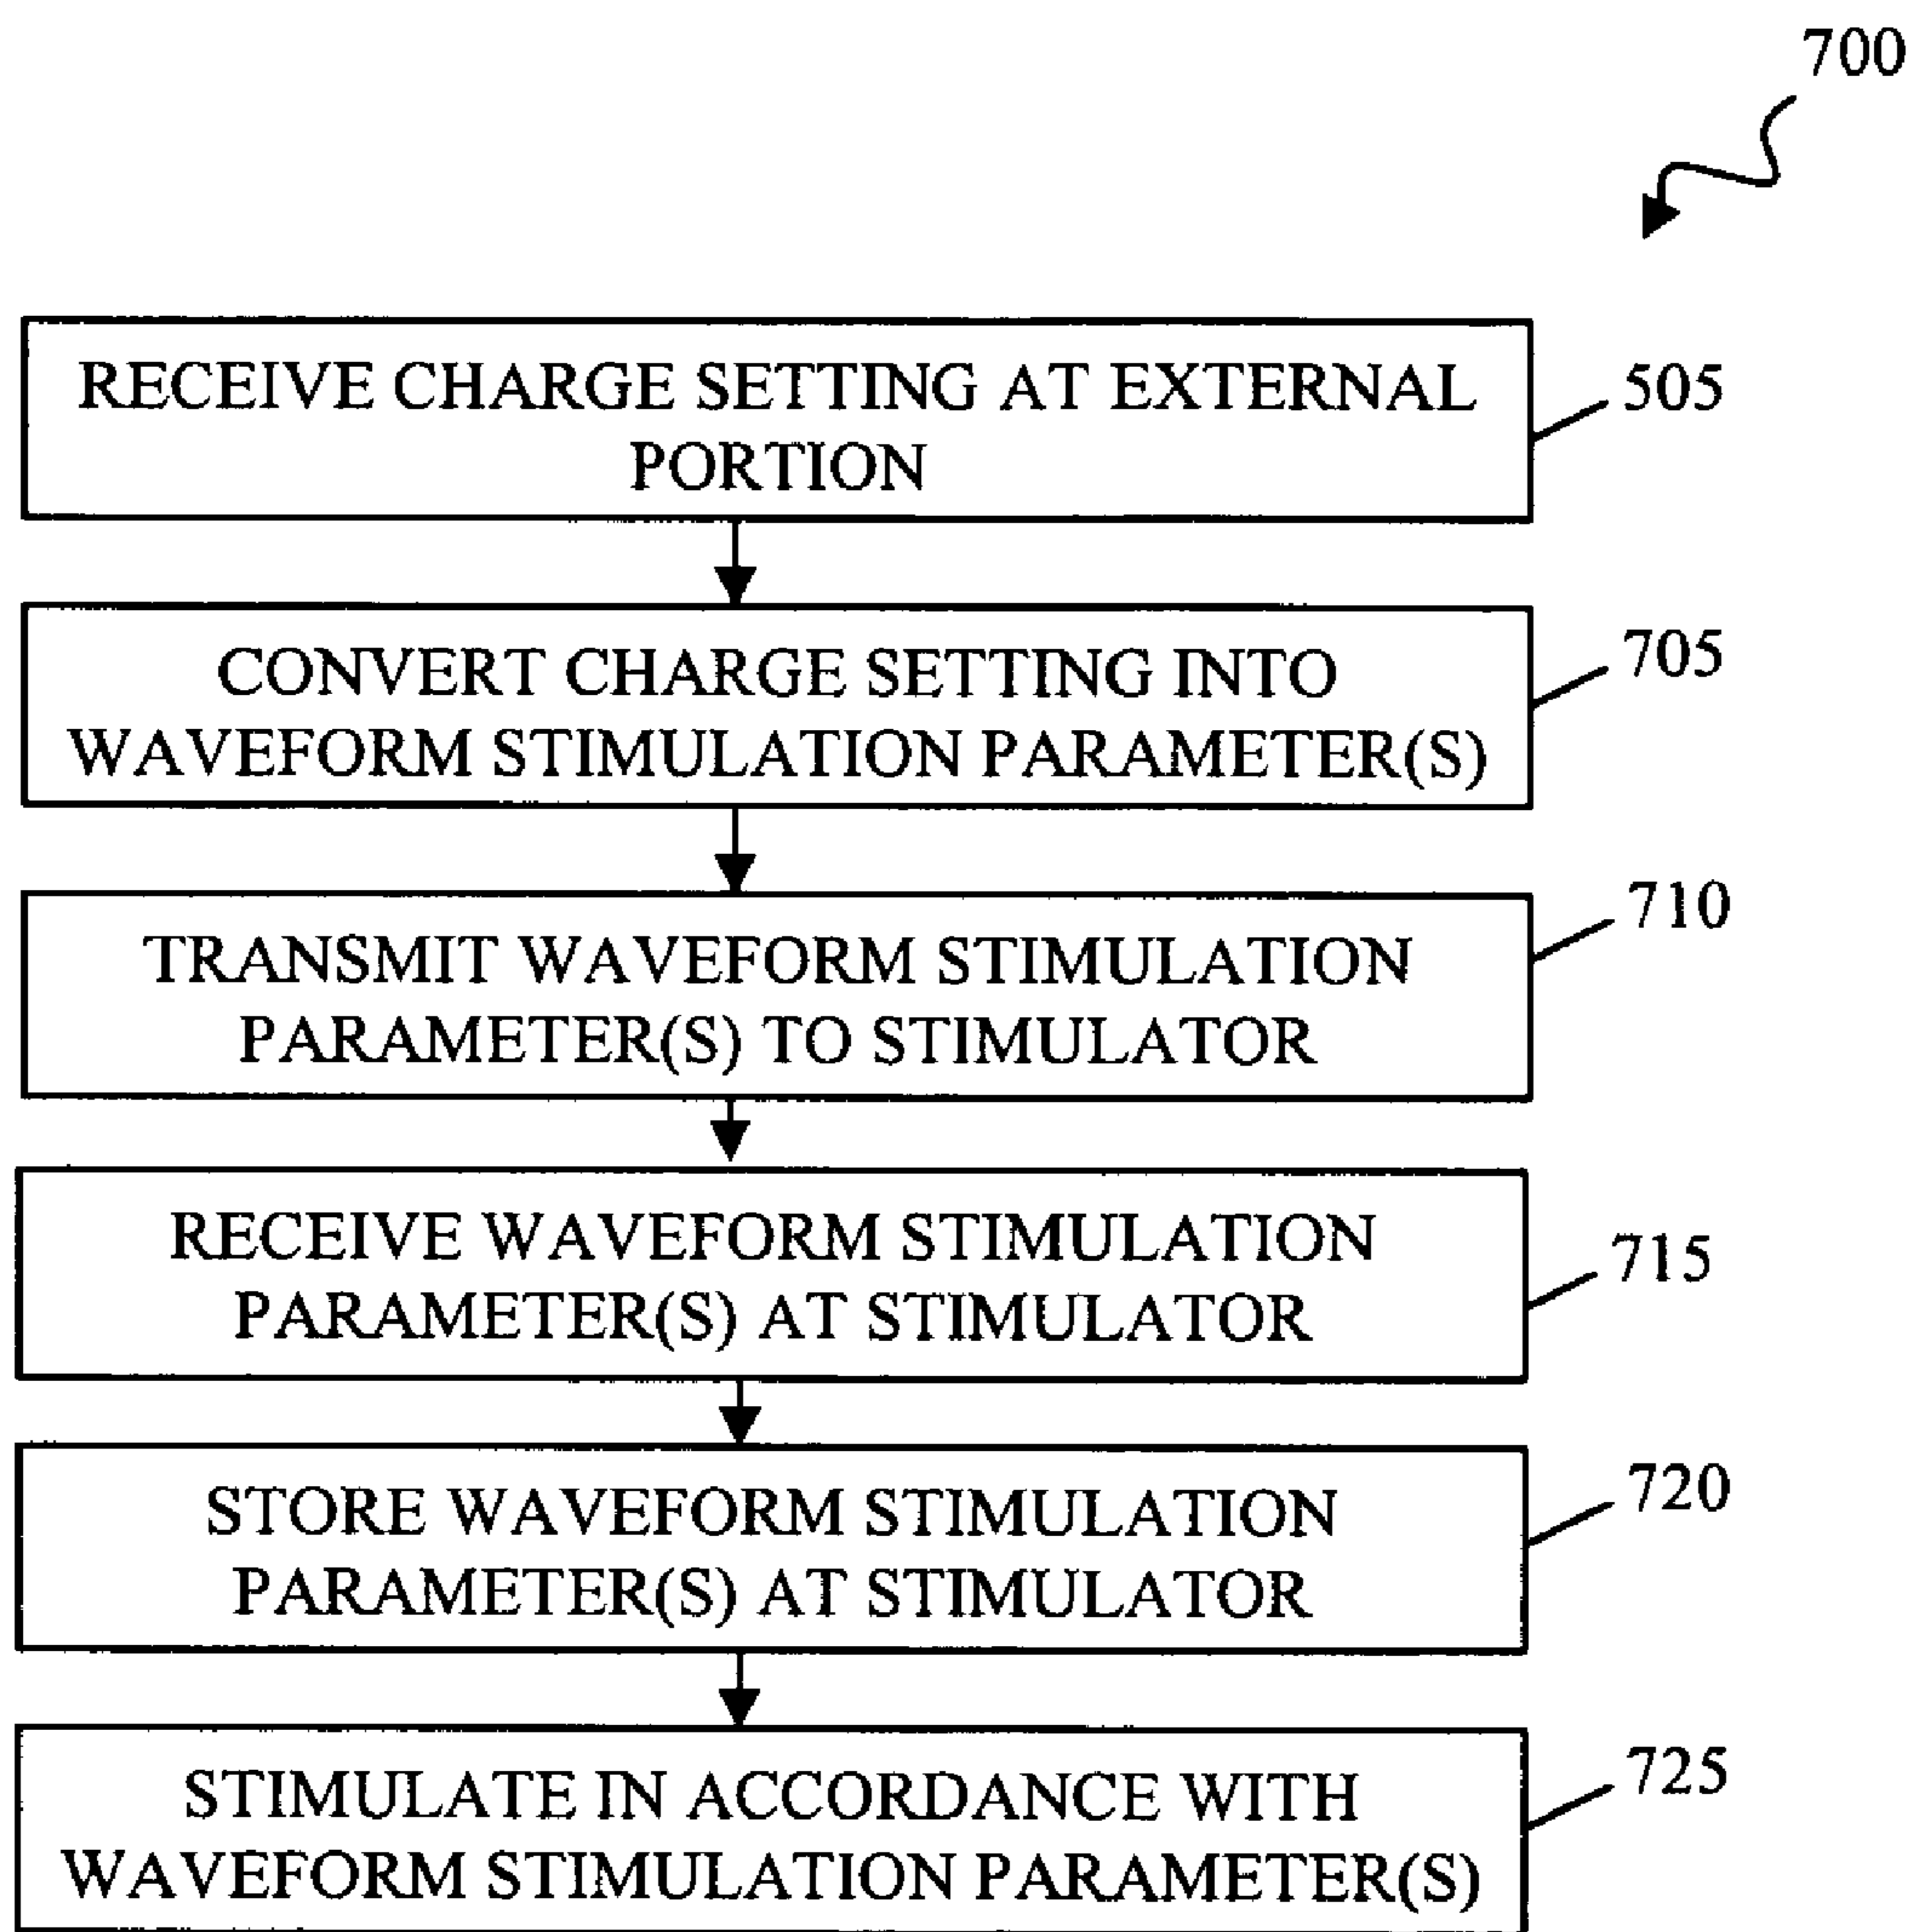 700
RECEIVE CHARGE SETTING AT EXTERNAL
PORTION
505
CONVERT CHARGE SETTING INTO
WAVEFORM STIMULATION PARAMETER(S)
705
TRANSMIT WAVEFORM STIMULATION
PARAMETER(S) TO STIMULATOR
710
RECEIVE WAVEFORM STIMULATION
PARAMETER(S) AT STIMULATOR
715
STORE WAVEFORM STIMULATION
PARAMETER(S) AT STIMULATOR
720
STIMULATE IN ACCORDANCE WITH
WAVEFORM STIMULATION PARAMETER(S)
725